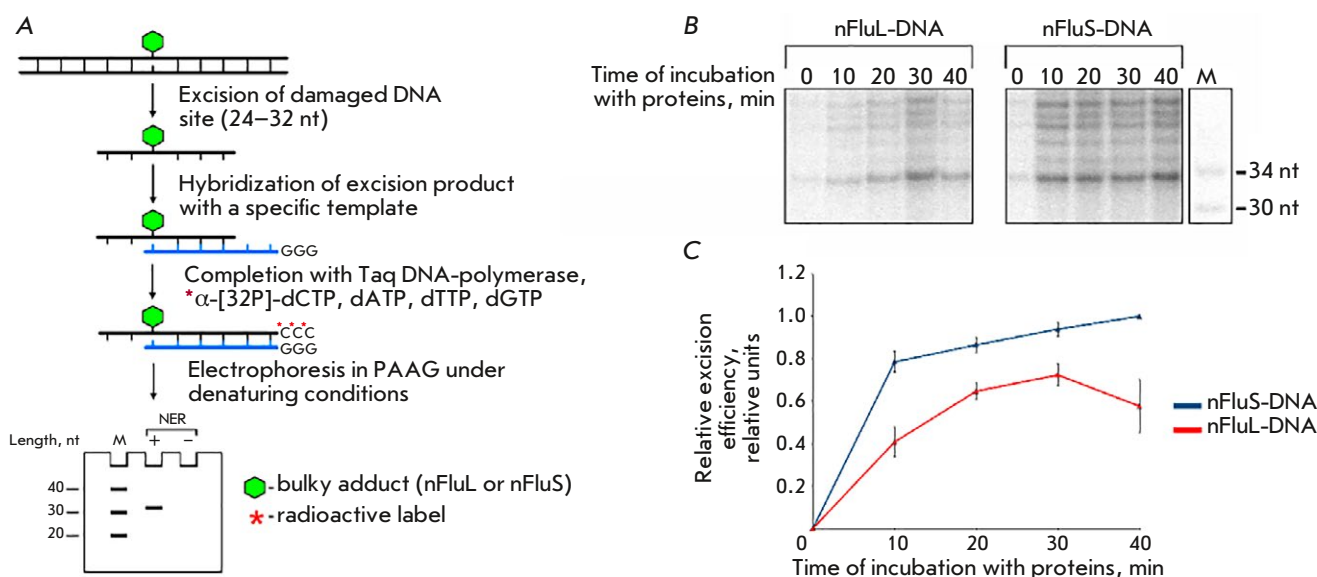 A
Excision of damaged DNA
site (24–32 nt)
Hybridization of excision product
with a specific template
GGG
Completion with Taq DNA-polymerase,
*α-[32P]-dCTP, dATP, dTTP, dGTP
* * *
CCC
GGG
Electrophoresis in PAAG under
denaturing conditions
NER
Length, nt M + –
40
30
20
-bulky adduct (nFluL or nFluS)
* -radioactive label
B
nFluL-DNA nFluS-DNA
Time of incubation
with proteins, min
0 10 20 30 40 0 10 20 30 40 M
-34 nt
-30 nt
C
Relative excision
efficiency,
relative units
1.2
1.0
0.8
0.6
0.4
0.2
0 10 20 30 40
Time of incubation with proteins, min
nFluS-DNA
nFluL-DNA